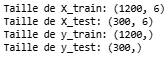 Taille de X_train: (1200, 6)
Taille de X_test: (300, 6)
Taille de y_train: (1200,)
Taille de y_test: (300,)